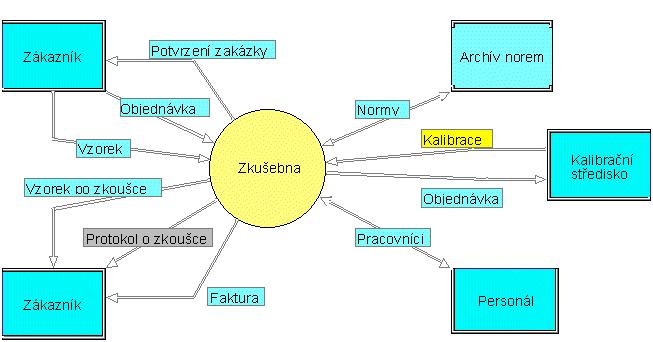 Zákazník
Potvrzení zakázky
Archív norem
Objednávka
Normy
Vzorek
Kalibrace
Zkušebna
Kalibrační
středisko
Vzorek po zkoušce
Objednávka
Protokol o zkoušce
Pracovníci
Zákazník
Faktura
Personál